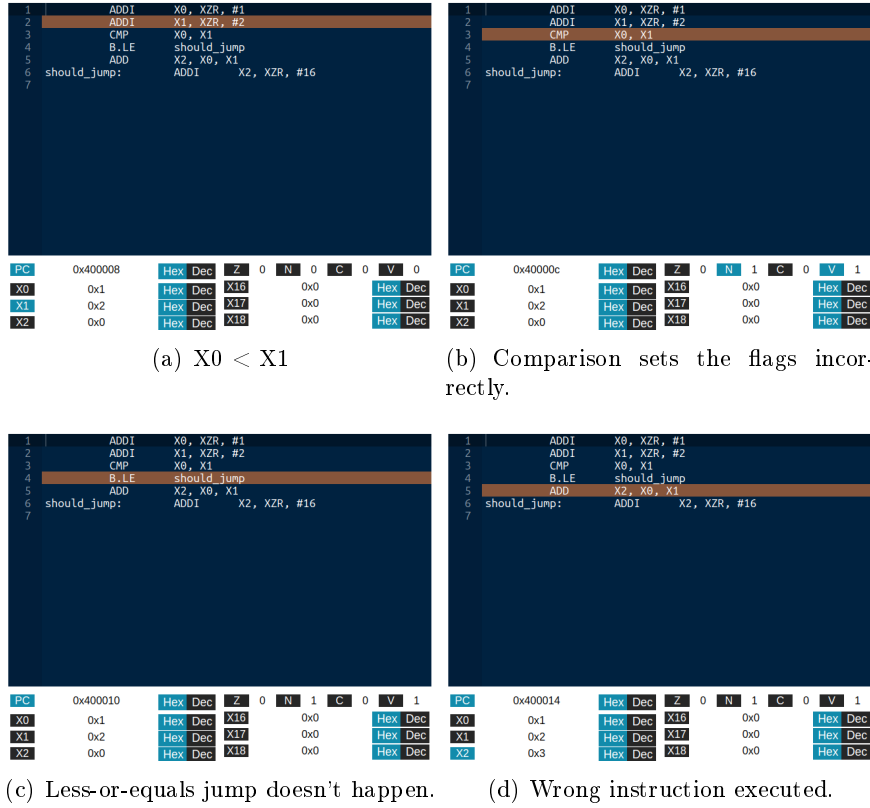 1 ADDI X0, XZR, #1
2 ADDI X1, XZR, #2
3 CMP X0, X1
4 B.LE should_jump
5 ADD X2, X0, X1
6 should_jump: ADDI X2, XZR, #16
7
PC 0x400008 Hex Dec Z 0 N 0 C 0 V 0
X0 0x1 Hex Dec X16 0x0 Hex Dec
X1 0x2 Hex Dec X17 0x0 Hex Dec
X2 0x0 Hex Dec X18 0x0 Hex Dec
(a) X0 < X1
1 ADDI X0, XZR, #1
2 ADDI X1, XZR, #2
3 CMP X0, X1
4 B.LE should_jump
5 ADD X2, X0, X1
6 should_jump: ADDI X2, XZR, #16
7
PC 0x40000c Hex Dec Z 0 N 1 C 0 V 1
X0 0x1 Hex Dec X16 0x0 Hex Dec
X1 0x2 Hex Dec X17 0x0 Hex Dec
X2 0x0 Hex Dec X18 0x0 Hex Dec
(b) Comparison sets the flags incor-
rectly.
1 ADDI X0, XZR, #1
2 ADDI X1, XZR, #2
3 CMP X0, X1
4 B.LE should_jump
5 ADD X2, X0, X1
6 should_jump: ADDI X2, XZR, #16
7
PC 0x400010 Hex Dec Z 0 N 1 C 0 V 1
X0 0x1 Hex Dec X16 0x0 Hex Dec
X1 0x2 Hex Dec X17 0x0 Hex Dec
X2 0x0 Hex Dec X18 0x0 Hex Dec
(c) Less-or-equals jump doesn't happen.
1 ADDI X0, XZR, #1
2 ADDI X1, XZR, #2
3 CMP X0, X1
4 B.LE should_jump
5 ADD X2, X0, X1
6 should_jump: ADDI X2, XZR, #16
7
PC 0x400014 Hex Dec Z 0 N 1 C 0 V 1
X0 0x1 Hex Dec X16 0x0 Hex Dec
X1 0x2 Hex Dec X17 0x0 Hex Dec
X2 0x3 Hex Dec X18 0x0 Hex Dec
(d) Wrong instruction executed.